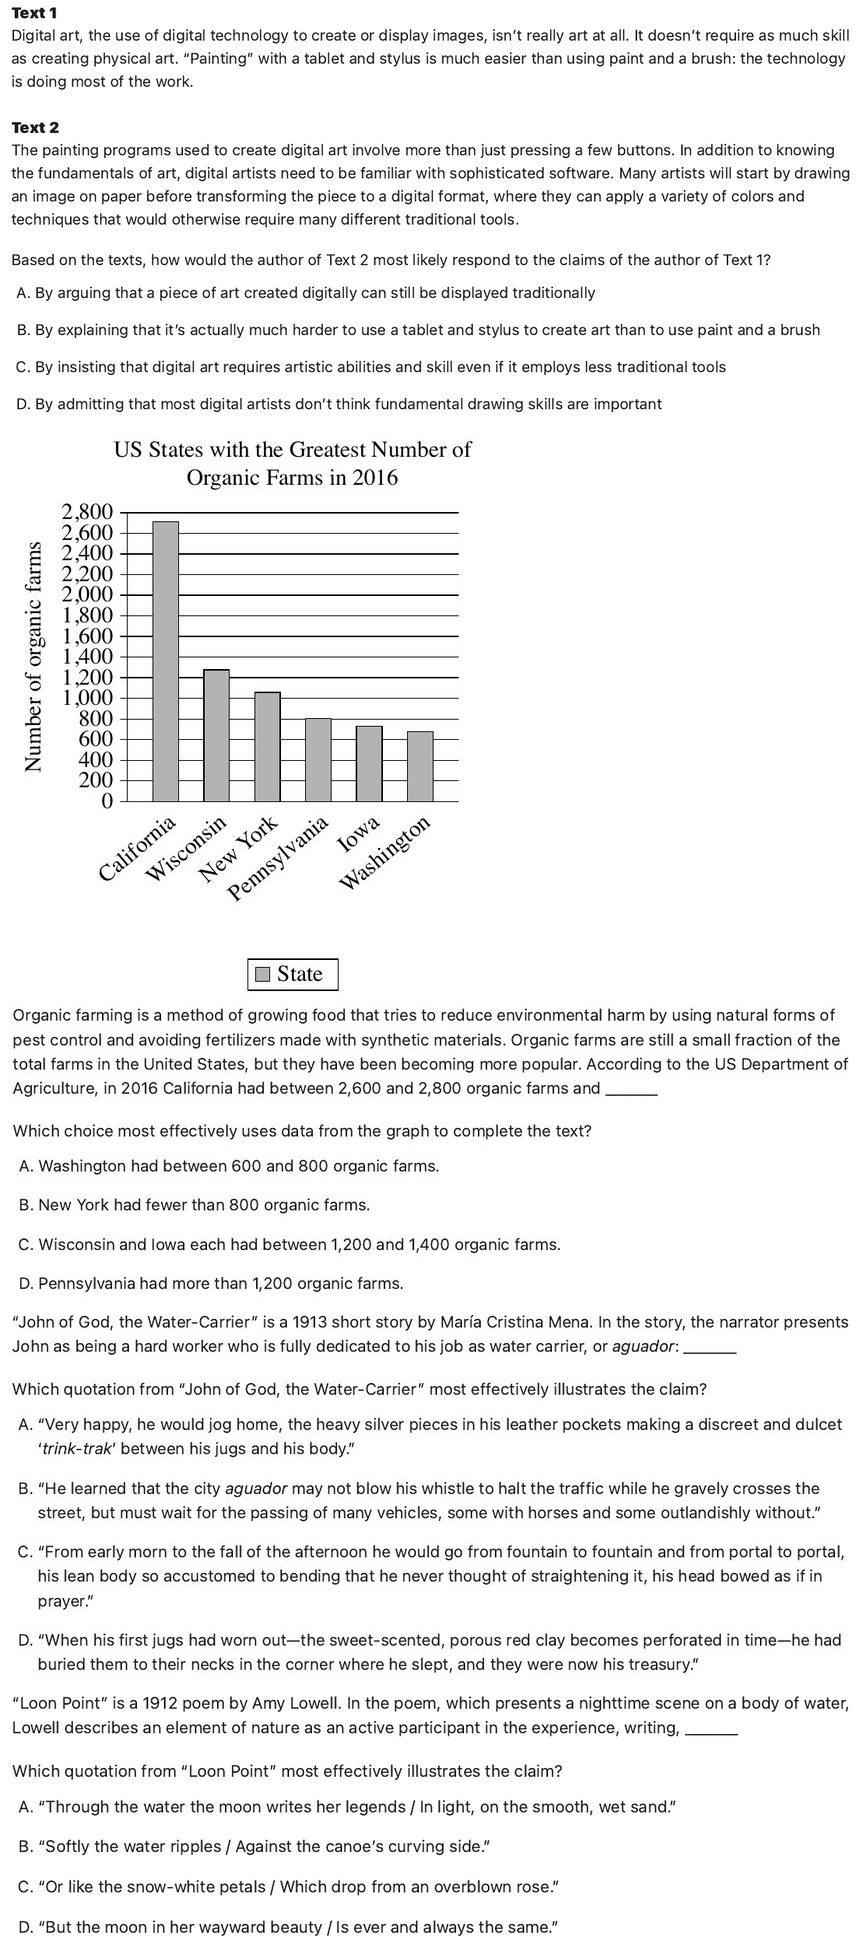 Text 1
Digital art, the use of digital technology to create or display images, isn't really art at all. It doesn't require as much skill
as creating physical art. “Painting” with a tablet and stylus is much easier than using paint and a brush: the technology
is doing most of the work.
Text 2
The painting programs used to create digital art involve more than just pressing a few buttons. In addition to knowing
the fundamentals of art, digital artists need to be familiar with sophisticated software. Many artists will start by drawing
an image on paper before transforming the piece to a digital format, where they can apply a variety of colors and
techniques that would otherwise require many different traditional tools.
Based on the texts, how would the author of Text 2 most likely respond to the claims of the author of Text 1?
A. By arguing that a piece of art created digitally can still be displayed traditionally
B. By explaining that it's actually much harder to use a tablet and stylus to create art than to use paint and a brush
C. By insisting that digital art requires artistic abilities and skill even if it employs less traditional tools
D. By admitting that most digital artists don't think fundamental drawing skills are important
US States with the Greatest Number of
Organic Farms in 2016
Number of organic farms
2,800
2,600
2,400
2,200
2,000
1,800
1,600
1,400
1,200
1,000
800
600
400
200
0
California
Wisconsin
New York
Pennsylvania
Iowa
Washington
State
Organic farming is a method of growing food that tries to reduce environmental harm by using natural forms of
pest control and avoiding fertilizers made with synthetic materials. Organic farms are still a small fraction of the
total farms in the United States, but they have been becoming more popular. According to the US Department of
Agriculture, in 2016 California had between 2,600 and 2,800 organic farms and ______
Which choice most effectively uses data from the graph to complete the text?
A. Washington had between 600 and 800 organic farms.
B. New York had fewer than 800 organic farms.
C. Wisconsin and Iowa each had between 1,200 and 1,400 organic farms.
D. Pennsylvania had more than 1,200 organic farms.
“John of God, the Water-Carrier” is a 1913 short story by María Cristina Mena. In the story, the narrator presents
John as being a hard worker who is fully dedicated to his job as water carrier, or aguador: ______
Which quotation from “John of God, the Water-Carrier” most effectively illustrates the claim?
A. “Very happy, he would jog home, the heavy silver pieces in his leather pockets making a discreet and dulcet
‘trink-trak’ between his jugs and his body.”
B. “He learned that the city aguador may not blow his whistle to halt the traffic while he gravely crosses the
street, but must wait for the passing of many vehicles, some with horses and some outlandishly without.”
C. “From early morn to the fall of the afternoon he would go from fountain to fountain and from portal to portal,
his lean body so accustomed to bending that he never thought of straightening it, his head bowed as if in
prayer.”
D. “When his first jugs had worn out—the sweet-scented, porous red clay becomes perforated in time—he had
buried them to their necks in the corner where he slept, and they were now his treasury.”
“Loon Point” is a 1912 poem by Amy Lowell. In the poem, which presents a nighttime scene on a body of water,
Lowell describes an element of nature as an active participant in the experience, writing, ______
Which quotation from “Loon Point” most effectively illustrates the claim?
A. “Through the water the moon writes her legends / In light, on the smooth, wet sand.”
B. “Softly the water ripples / Against the canoe's curving side.”
C. “Or like the snow-white petals / Which drop from an overblown rose.”
D. “But the moon in her wayward beauty / Is ever and always the same.”